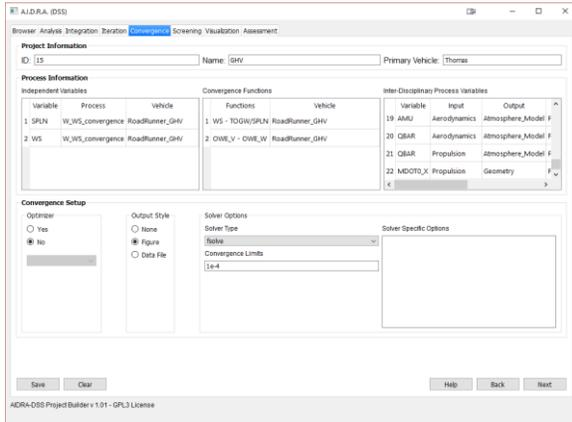 A.I.D.R.A. (DSS)
Browser Analysis Integration Iteration Convergence Screening Visualization Assessment
Project Information
ID: 15 Name: GHV Primary Vehicle: Thomas
Process Information
Independent Variables Convergence Functions Inter-Disciplinary Process Variables
Variable Process Vehicle Functions Vehicle Variable Input Output
1 SPLN W_WS_convergence RoadRunner_GHV 1 WS - TOGW/SPLN RoadRunner_GHV 19 AMU Aerodynamics Atmosphere_Model
2 WS W_WS_convergence RoadRunner_GHV 2 OWE_V - OWE_W RoadRunner_GHV 20 QBAR Aerodynamics Atmosphere_Model
21 QBAR Propulsion Atmosphere_Model
22 MDOT0_X Propulsion Geometry
Convergence Setup
Optimizer Output Style Solver Options
Yes None Solver Type Solver Specific Options
No Figure fsolve
Data File Convergence Limits
1e-4
Save Clear Help Back Next
AIDRA-DSS Project Builder v 1.01 - GPL3 License